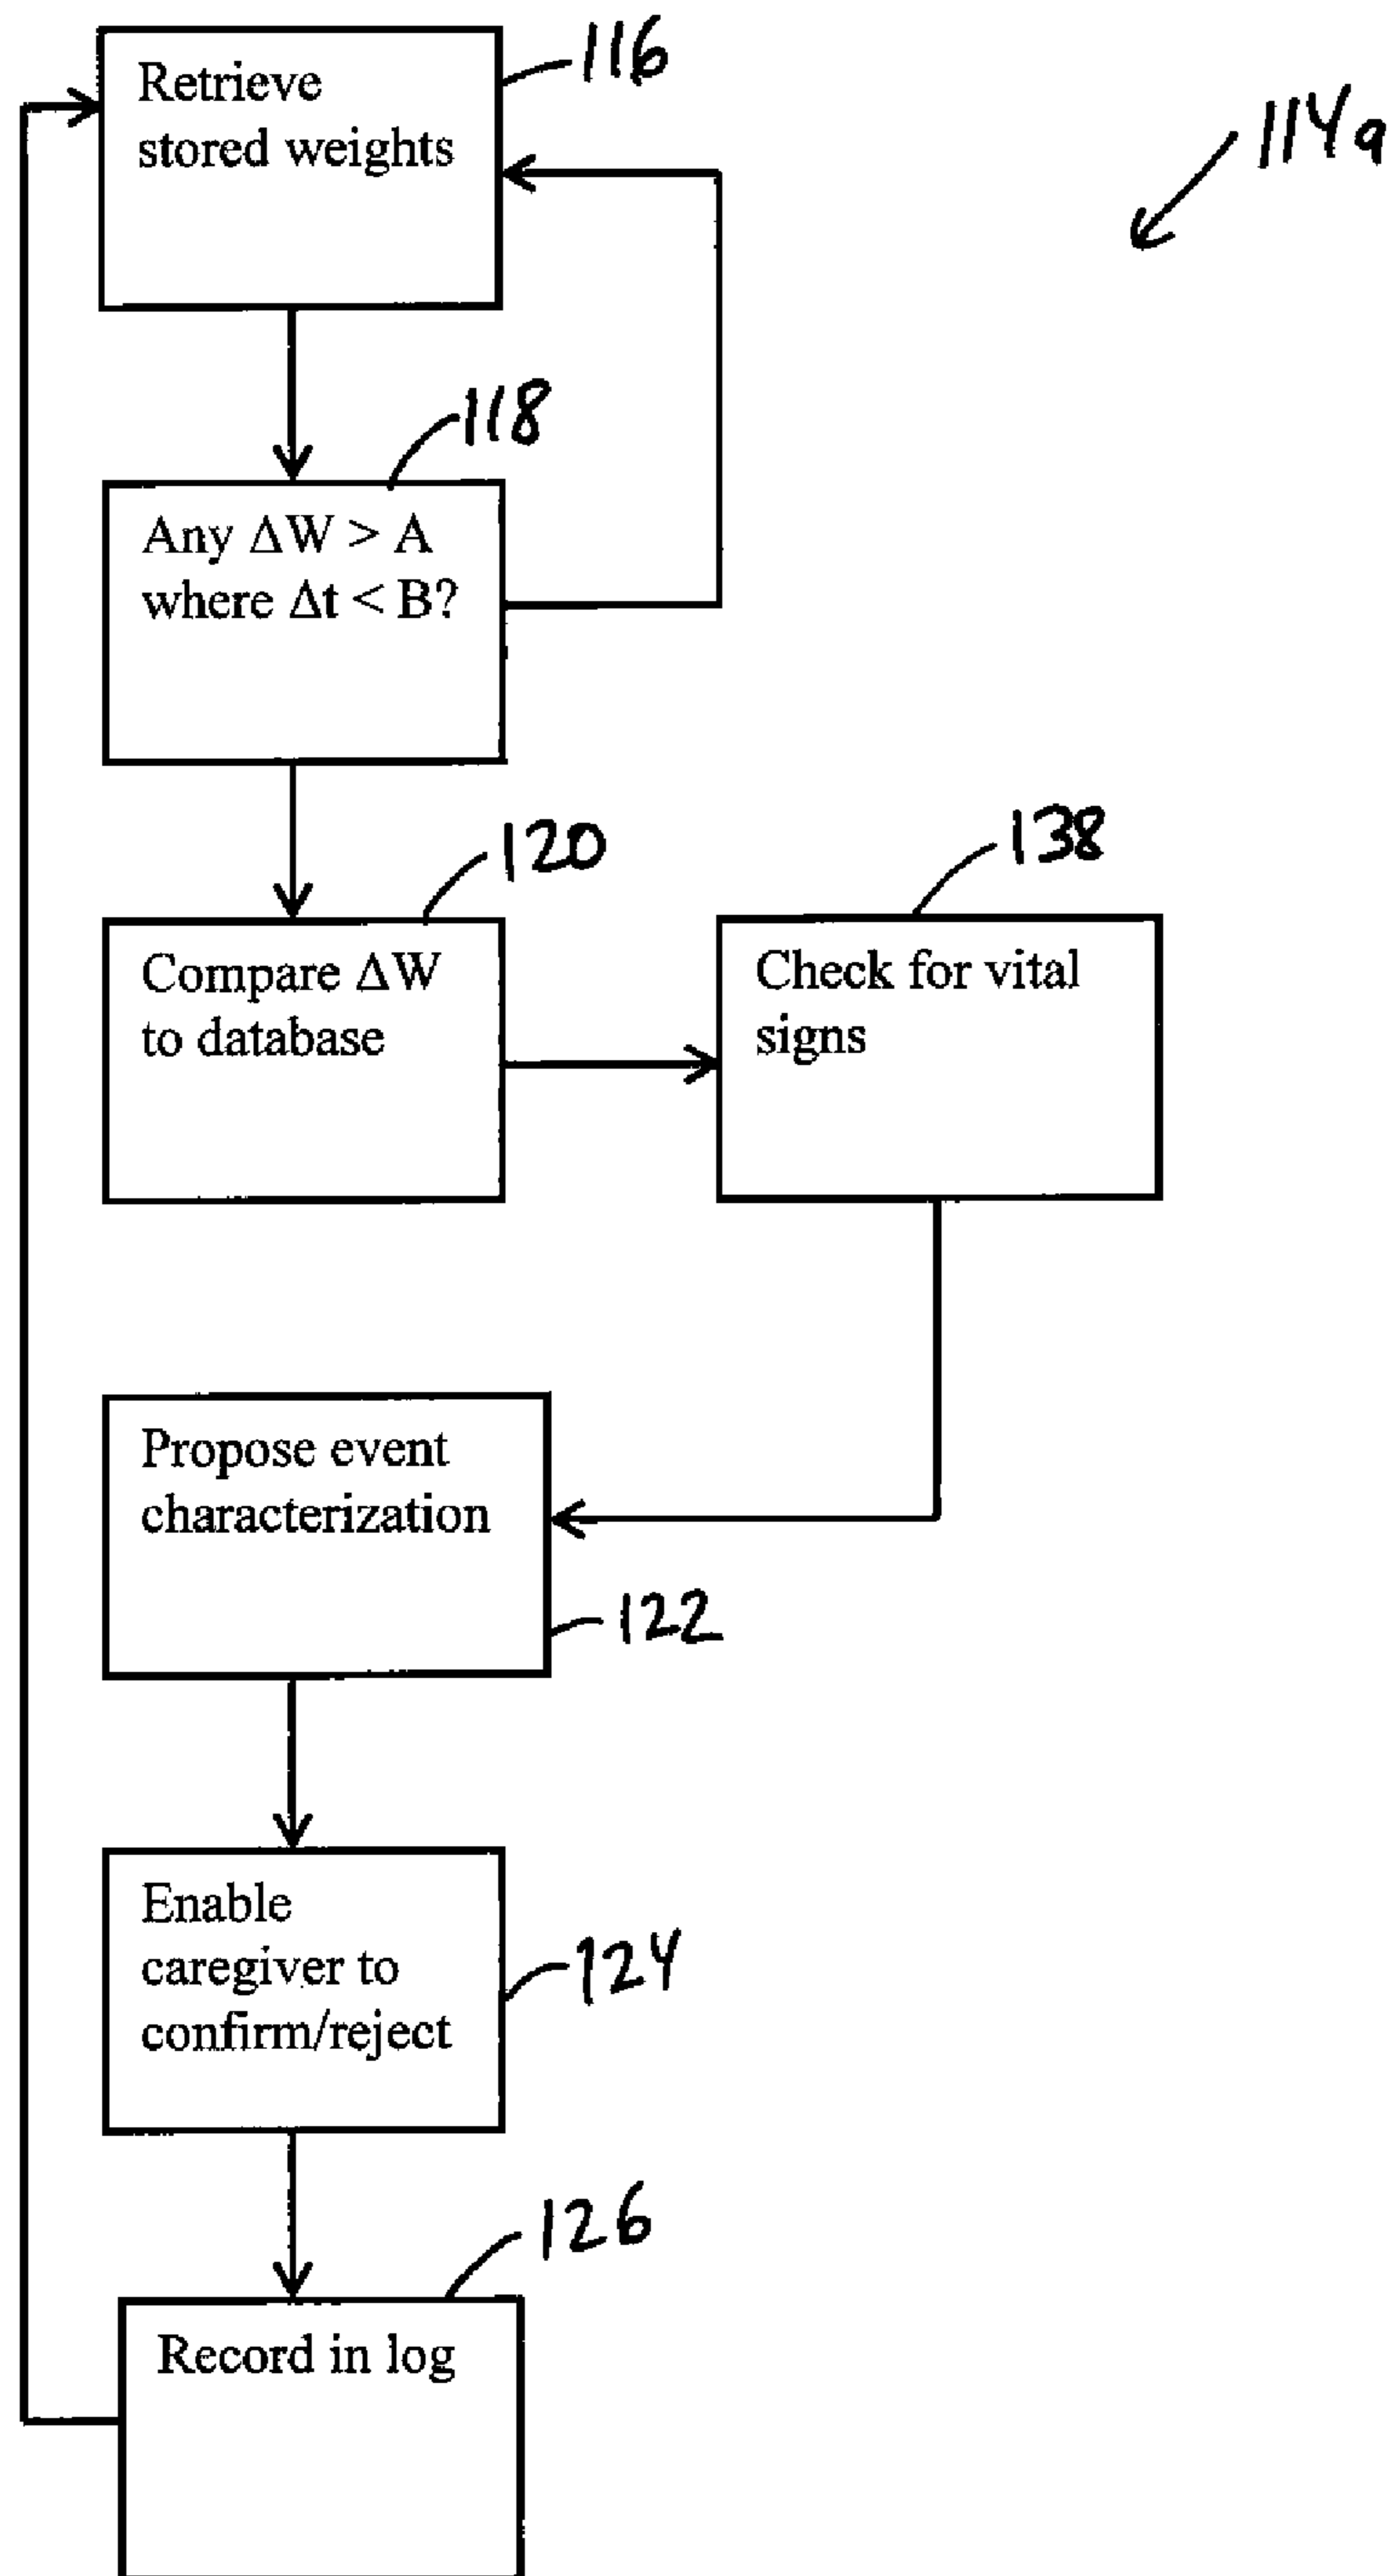 Retrieve
stored weights
116
114a
118
Any ΔW > A
where Δt < B?
120
138
Compare ΔW
to database
Check for vital
signs
Propose event
characterization
122
Enable
caregiver to
confirm/reject
124
126
Record in log